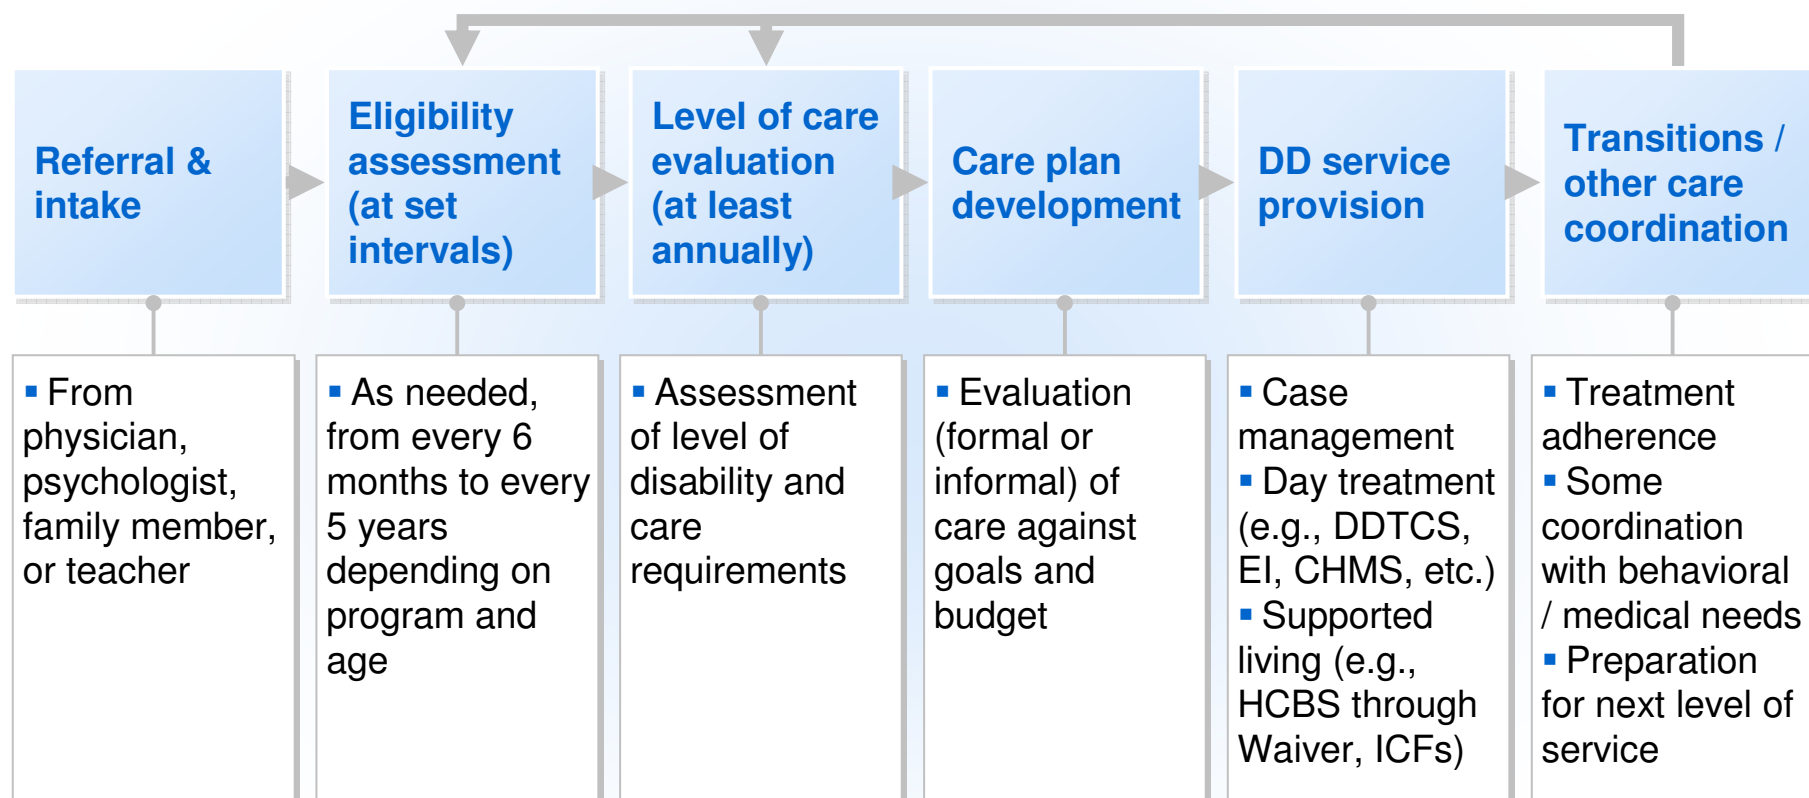 Referral &
intake
Eligibility
assessment
(at set
intervals)
Level of care
evaluation
(at least
annually)
Care plan
development
DD service
provision
Transitions /
other care
coordination
▪ From
physician,
psychologist,
family member,
or teacher
▪ As needed,
from every 6
months to every
5 years
depending on
program and
age
▪ Assessment
of level of
disability and
care
requirements
▪ Evaluation
(formal or
informal) of
care against
goals and
budget
▪ Case
management
▪ Day treatment
(e.g., DDTCS,
EI, CHMS, etc.)
▪ Supported
living (e.g.,
HCBS through
Waiver, ICFs)
▪ Treatment
adherence
▪ Some
coordination
with behavioral
/ medical needs
▪ Preparation
for next level of
service